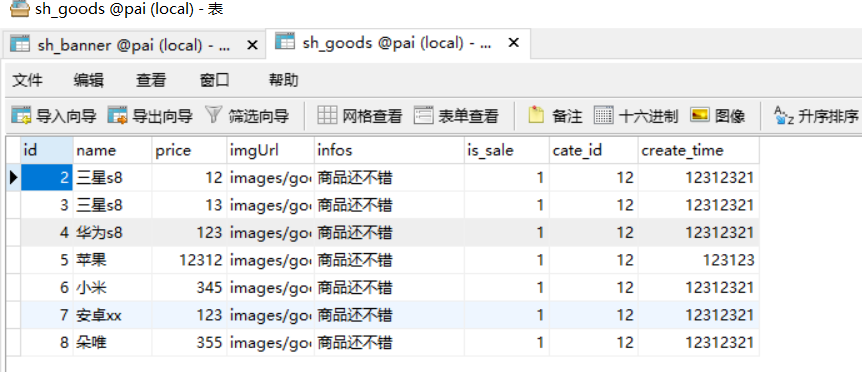 sh_goods @pai (local) - 表
sh_banner @pai (local) - ... sh_goods @pai (local) - ...
文件 编辑 查看 窗口 帮助
导入向导 导出向导 筛选向导 网格查看 表单查看 备注 十六进制 图像 升序排序
id name price imgUrl infos is_sale cate_id create_time
2 三星s8 12 images/goo 商品还不错 1 12 12312321
3 三星s8 13 images/goo 商品还不错 1 12 12312321
4 华为s8 123 images/goo 商品还不错 1 12 12312321
5 苹果 12312 images/goo 商品还不错 1 12 123123
6 小米 345 images/goo 商品还不错 1 12 12312321
7 安卓xx 123 images/goo 商品还不错 1 12 12312321
8 朵唯 355 images/goo 商品还不错 1 12 12312321